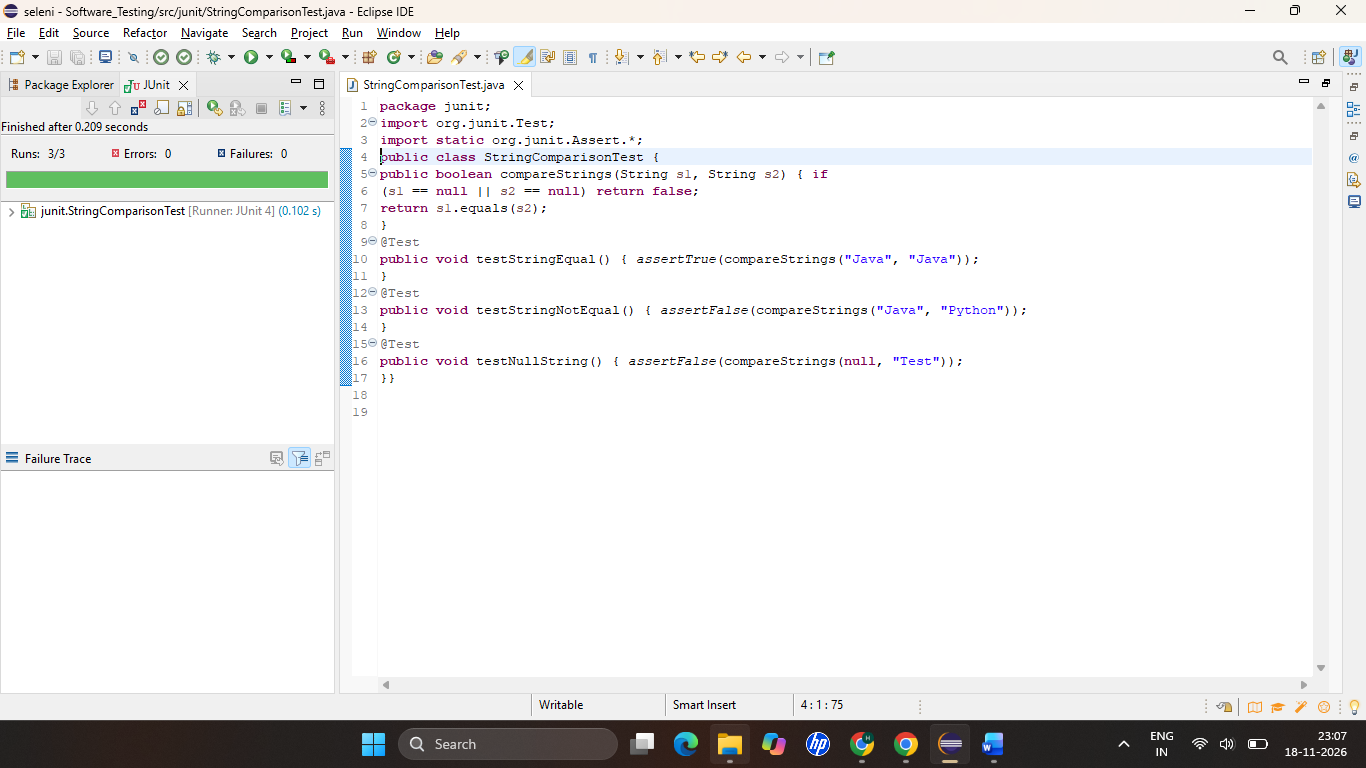 seleni - Software_Testing/src/junit/StringComparisonTest.java - Eclipse IDE
File Edit Source Refactor Navigate Search Project Run Window Help
Package Explorer JUnit
Finished after 0.209 seconds
Runs: 3/3 Errors: 0 Failures: 0
junit.StringComparisonTest [Runner: JUnit 4] (0.102 s)
Failure Trace
StringComparisonTest.java
1 package junit;
2 import org.junit.Test;
3 import static org.junit.Assert.*;
4 public class StringComparisonTest {
5 public boolean compareStrings(String s1, String s2) { if
6 (s1 == null || s2 == null) return false;
7 return s1.equals(s2);
8 }
9 @Test
10 public void testStringEqual() { assertTrue(compareStrings("Java", "Java"));
11 }
12 @Test
13 public void testStringNotEqual() { assertFalse(compareStrings("Java", "Python"));
14 }
15 @Test
16 public void testNullString() { assertFalse(compareStrings(null, "Test"));
17 }}
18
19
Writable Smart Insert 4 : 1 : 75
Search
ENG
IN
23:07
18-11-2026